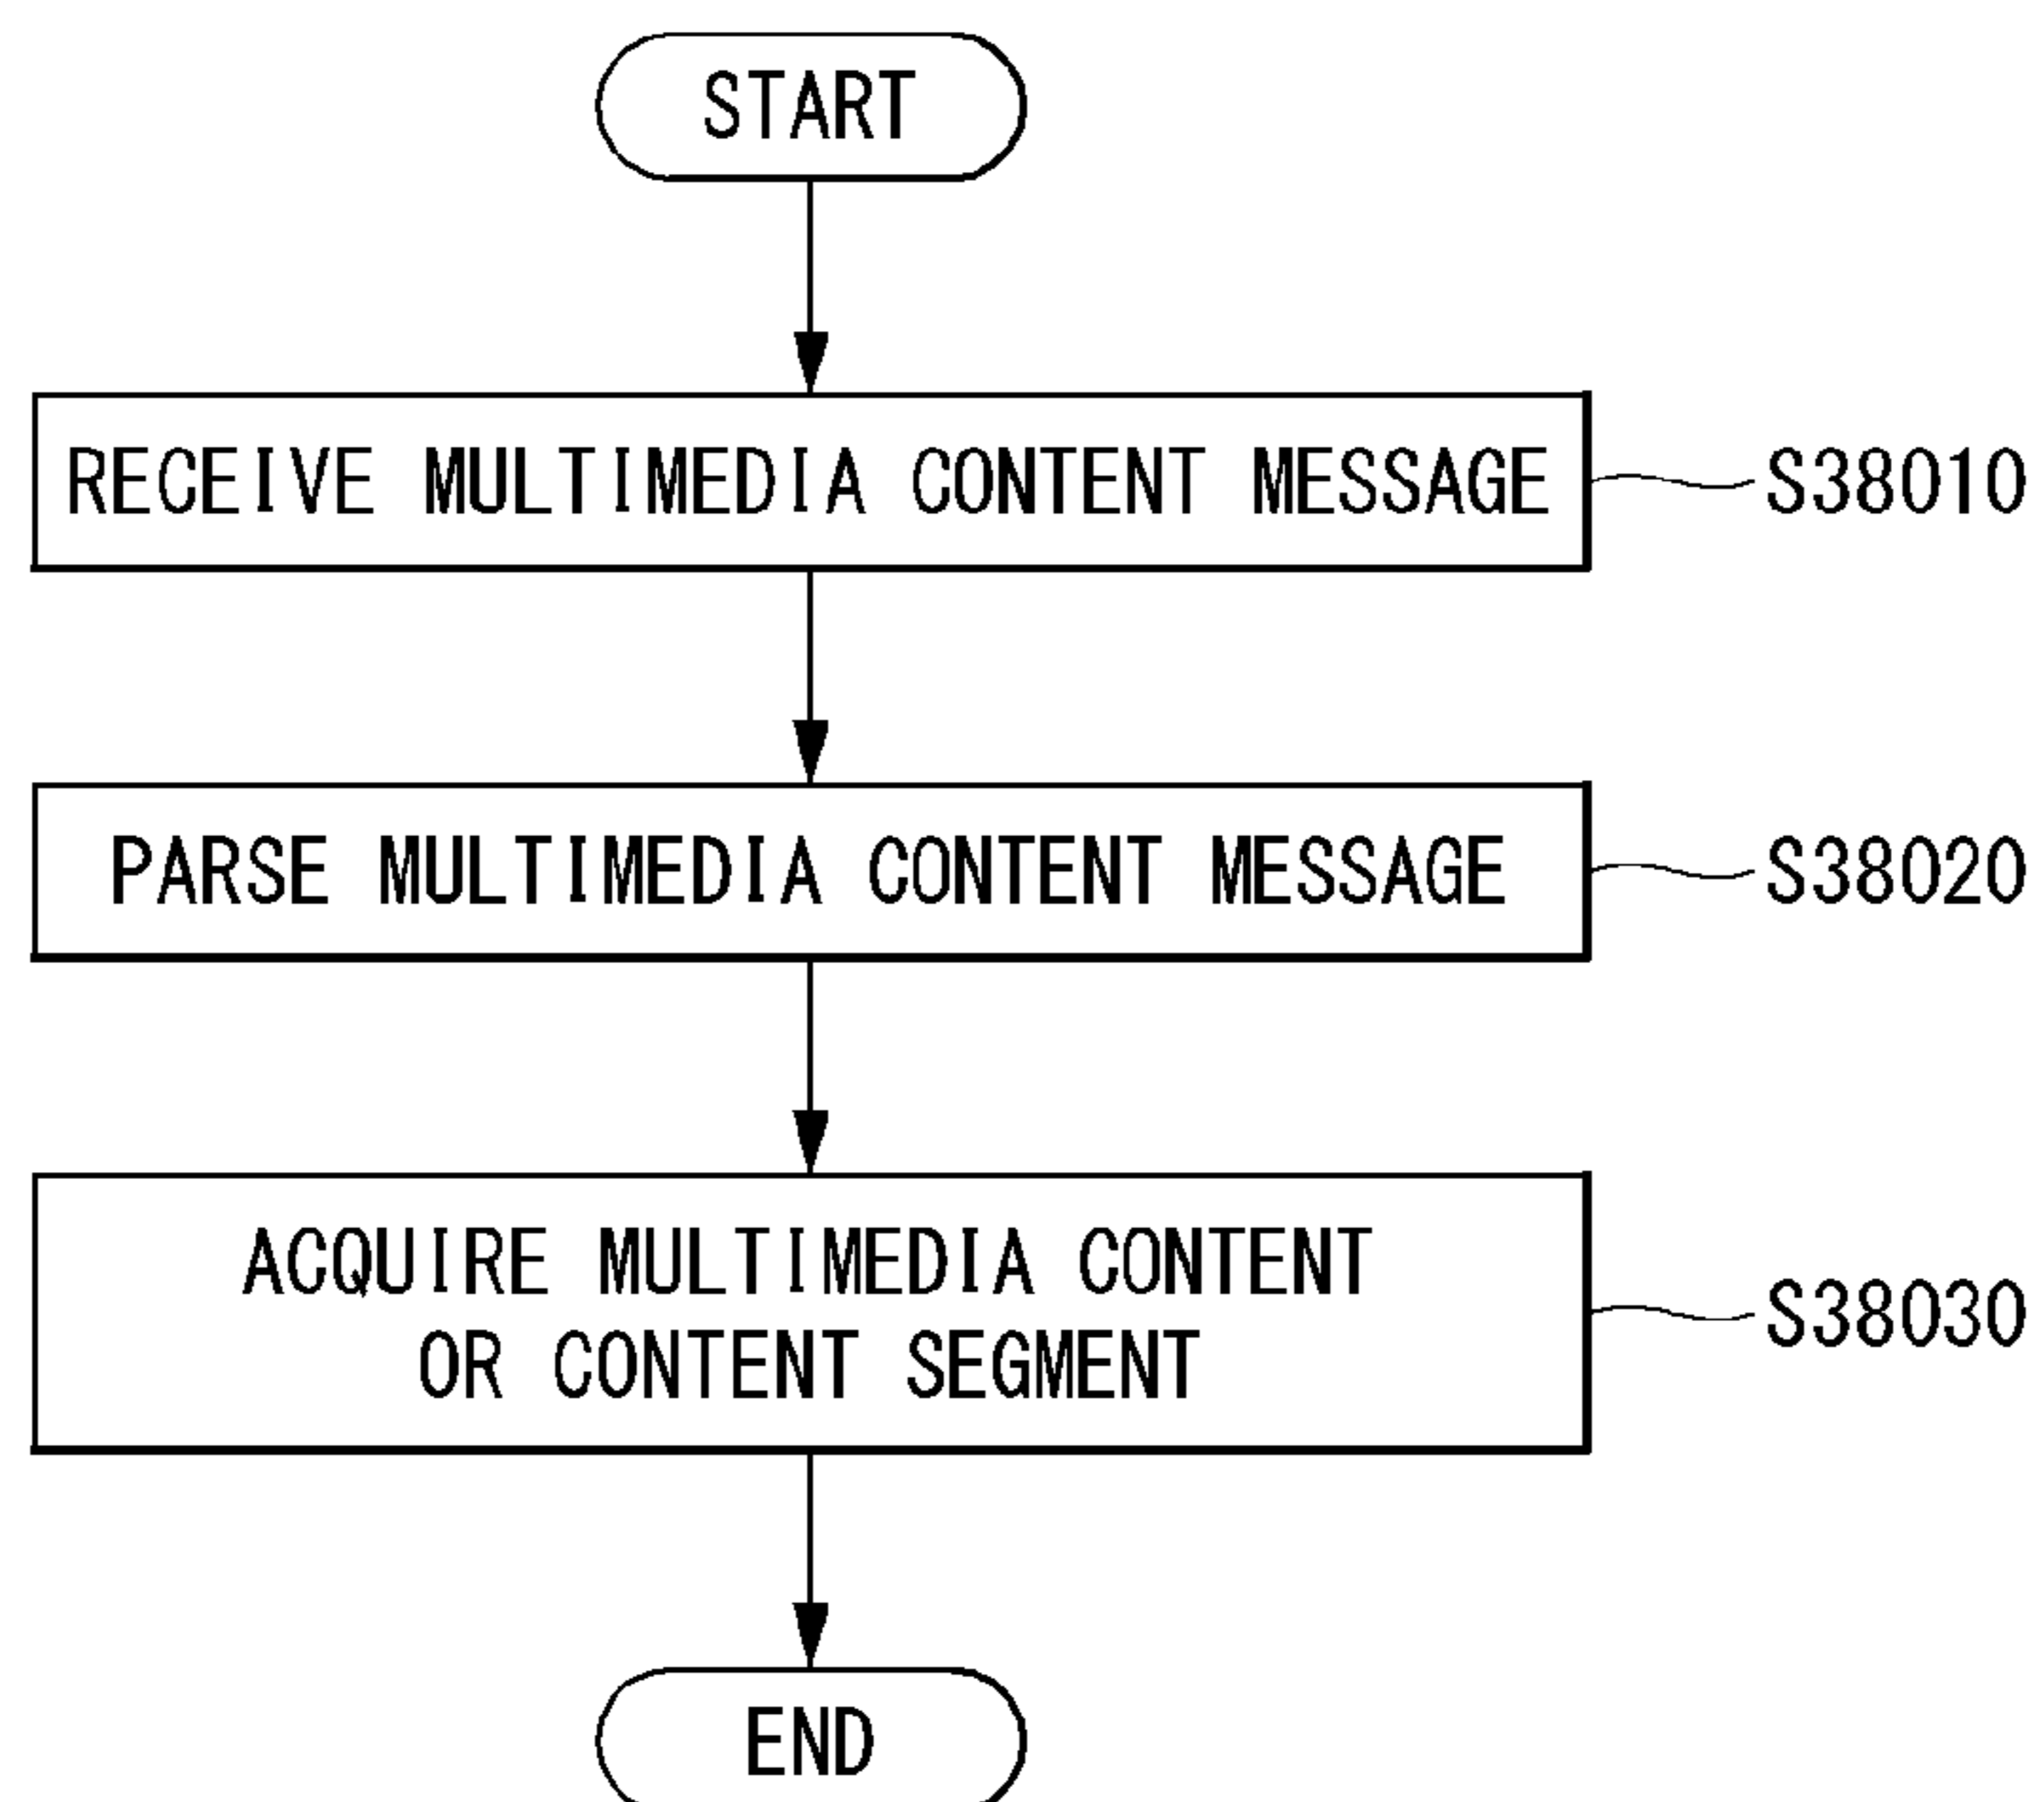 START
RECEIVE MULTIMEDIA CONTENT MESSAGE S38010
PARSE MULTIMEDIA CONTENT MESSAGE S38020
ACQUIRE MULTIMEDIA CONTENT
OR CONTENT SEGMENT
S38030
END